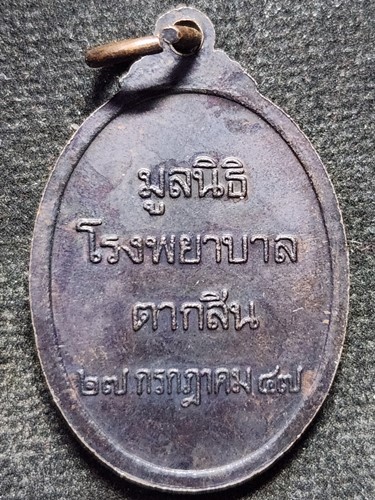 มูลนิธิ
โรงพยาบาล
ตากสิน
๒๗ กรกฎาคม ๔๗